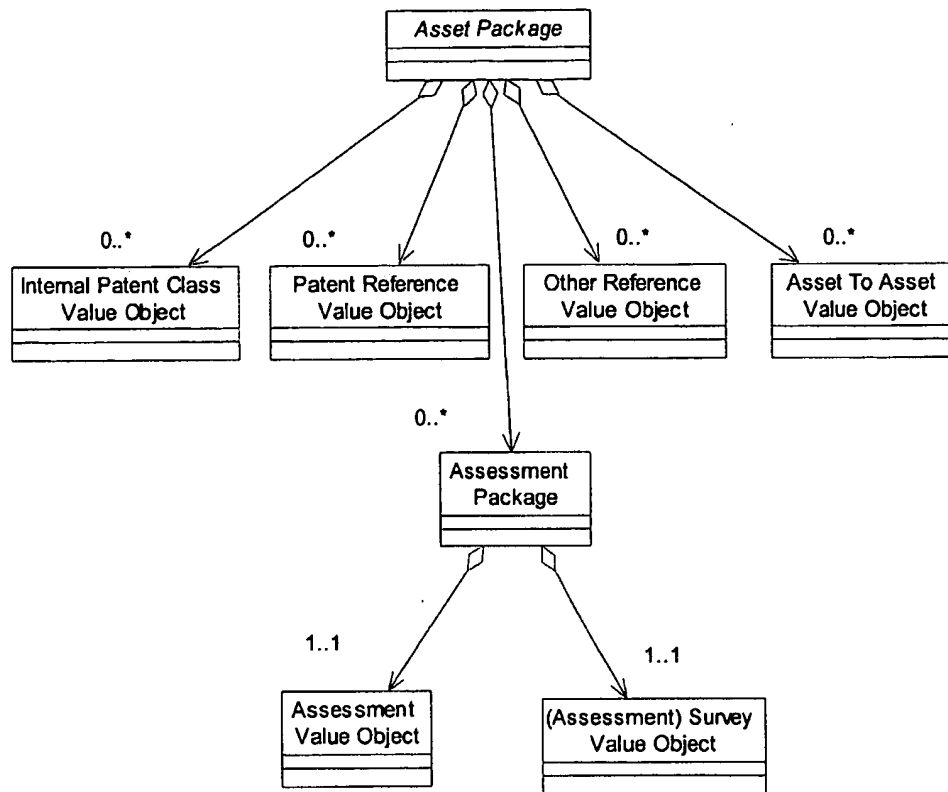 Asset Package
0..*
0..*
0..*
0..*
Internal Patent Class
Value Object
Patent Reference
Value Object
Other Reference
Value Object
Asset To Asset
Value Object
0..*
Assessment
Package
1..1
1..1
Assessment
Value Object
(Assessment) Survey
Value Object